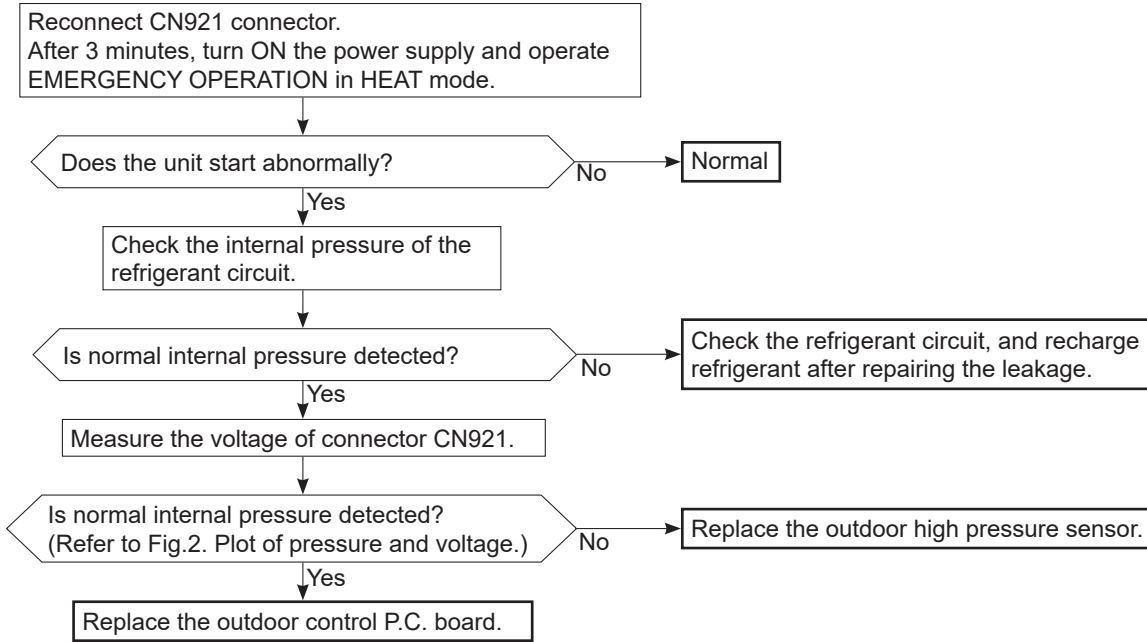 Reconnect CN921 connector.
After 3 minutes, turn ON the power supply and operate
EMERGENCY OPERATION in HEAT mode.
Does the unit start abnormally?
No
Normal
Yes
Check the internal pressure of the
refrigerant circuit.
Is normal internal pressure detected?
No
Check the refrigerant circuit, and recharge
refrigerant after repairing the leakage.
Yes
Measure the voltage of connector CN921.
Is normal internal pressure detected?
(Refer to Fig.2. Plot of pressure and voltage.)
No
Replace the outdoor high pressure sensor.
Yes
Replace the outdoor control P.C. board.